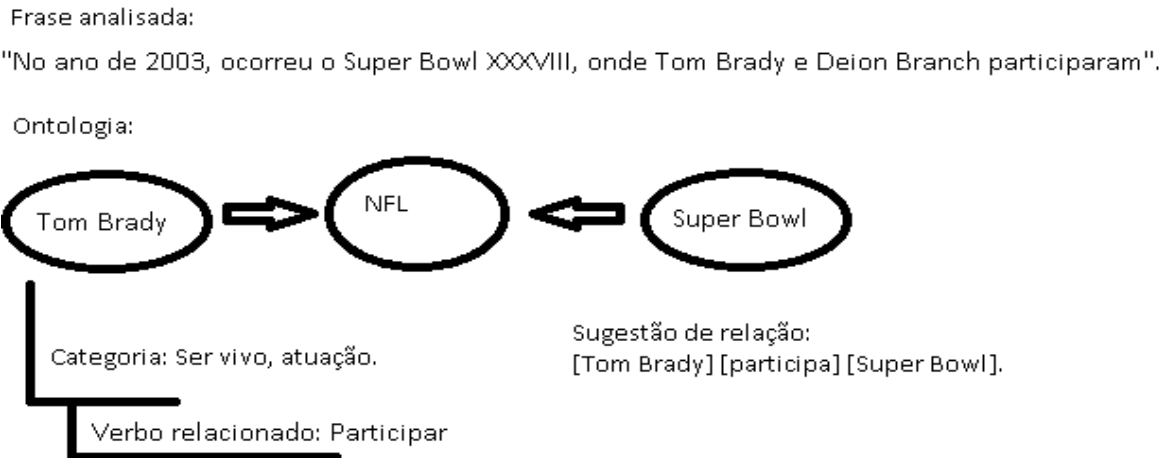 Frase analisada:
"No ano de 2003, ocorreu o Super Bowl XXXVIII, onde Tom Brady e Deion Branch participaram".
Ontologia:
Tom Brady
NFL
Super Bowl
Categoria: Ser vivo, atuação.
Verbo relacionado: Participar
Sugestão de relação:
[Tom Brady] [participa] [Super Bowl].